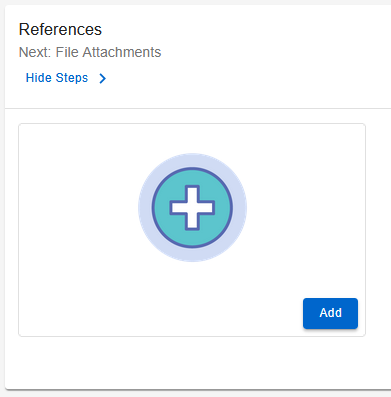 References
Next: File Attachments
Hide Steps
Add